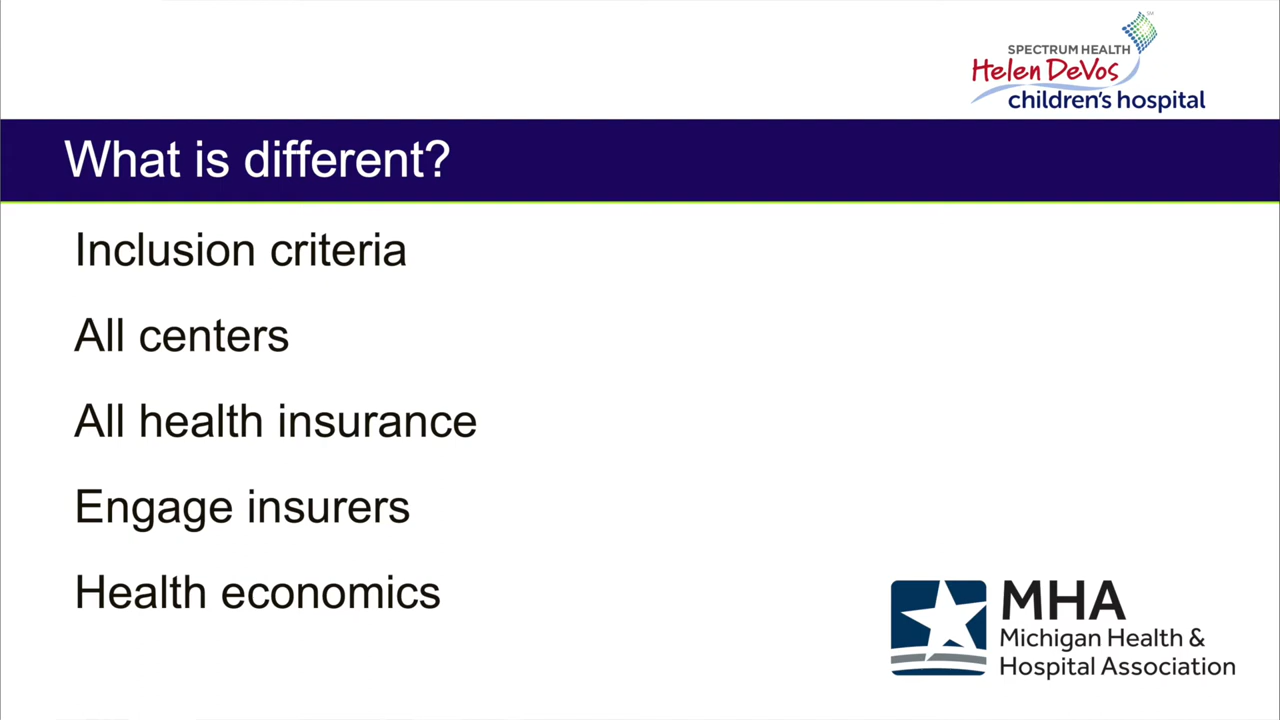 SPECTRUM HEALTH
SM
Helen DeVos
children's hospital
What is different?
Inclusion criteria
All centers
All health insurance
Engage insurers
Health economics
MHA
Michigan Health &
Hospital Association